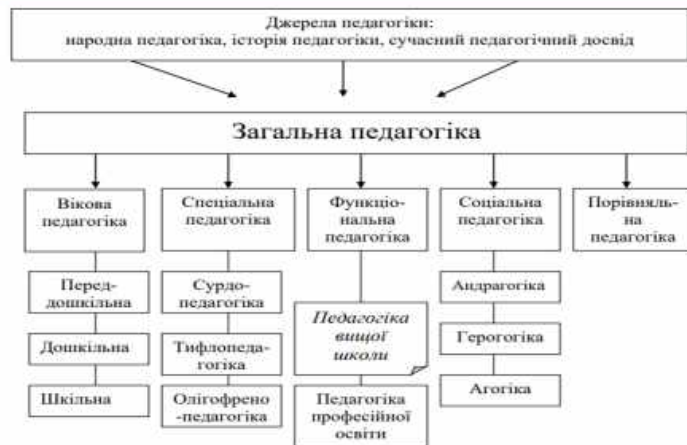 Джерела педагогіки:
народна педагогіка, історія педагогіки, сучасний педагогічний досвід
Загальна педагогіка
Вікова
педагогіка
Спеціальна
педагогіка
Функціо-
нальна
педагогіка
Соціальна
педагогіка
Порівняль-
на
педагогіка
Перед-
дошкільна
Дошкільна
Шкільна
Сурдо-
педагогіка
Тифлопеда-
гогіка
Олігофрено
-педагогіка
Педагогіка
вищої
школи
Педагогіка
професійної
освіти
Андрагогіка
Герогогіка
Агогіка